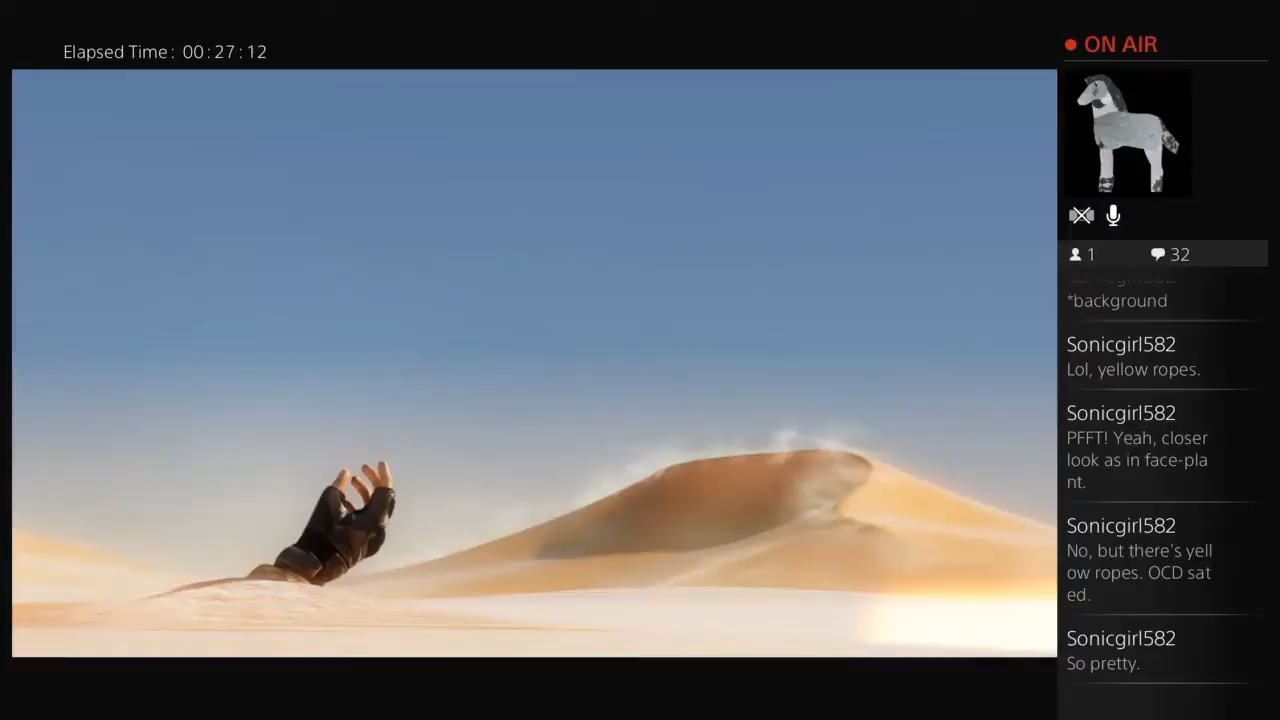 Elapsed Time: 00:27:12
ON AIR
1
32
*background
Sonicgirl582
Lol, yellow ropes.
Sonicgirl582
PFFT! Yeah, closer
look as in face-pla
nt.
Sonicgirl582
No, but there's yell
ow ropes. OCD sat
ed.
Sonicgirl582
So pretty.